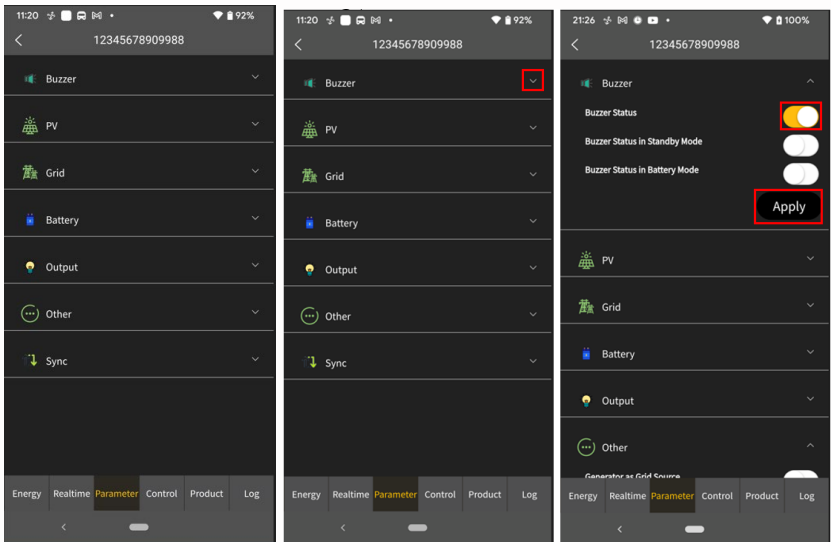 11:20
92%
12345678909988
Buzzer
PV
Grid
Battery
Output
Other
Sync
Energy Realtime Parameter Control Product Log
11:20
92%
12345678909988
Buzzer
PV
Grid
Battery
Output
Other
Sync
Energy Realtime Parameter Control Product Log
21:26
100%
12345678909988
Buzzer
Buzzer Status
Buzzer Status in Standby Mode
Buzzer Status in Battery Mode
Apply
PV
Grid
Battery
Output
Other
Generator as Grid Source
Energy Realtime Parameter Control Product Log